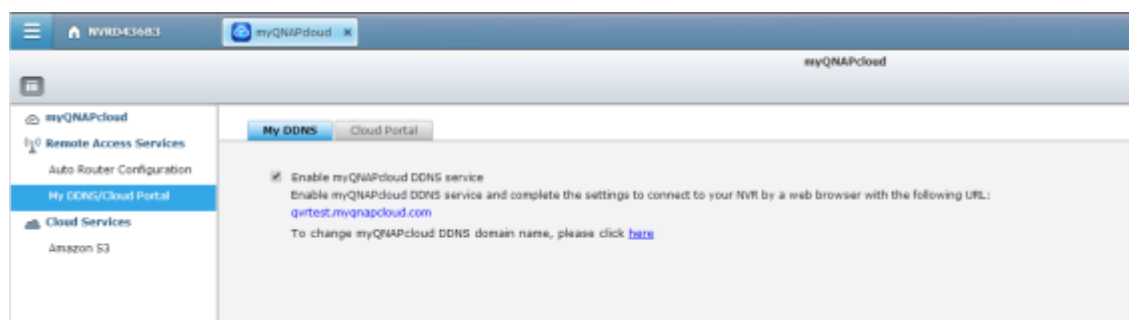 NVRD43683
myQNAPcloud
myQNAPcloud
myQNAPcloud
Remote Access Services
Auto Router Configuration
My DDNS/Cloud Portal
Cloud Services
Amazon S3
My DDNS
Cloud Portal
Enable myQNAPcloud DDNS service
Enable myQNAPcloud DDNS service and complete the settings to connect to your NVR by a web browser with the following URL:
qvrtest.myqnapcloud.com
To change myQNAPcloud DDNS domain name, please click here